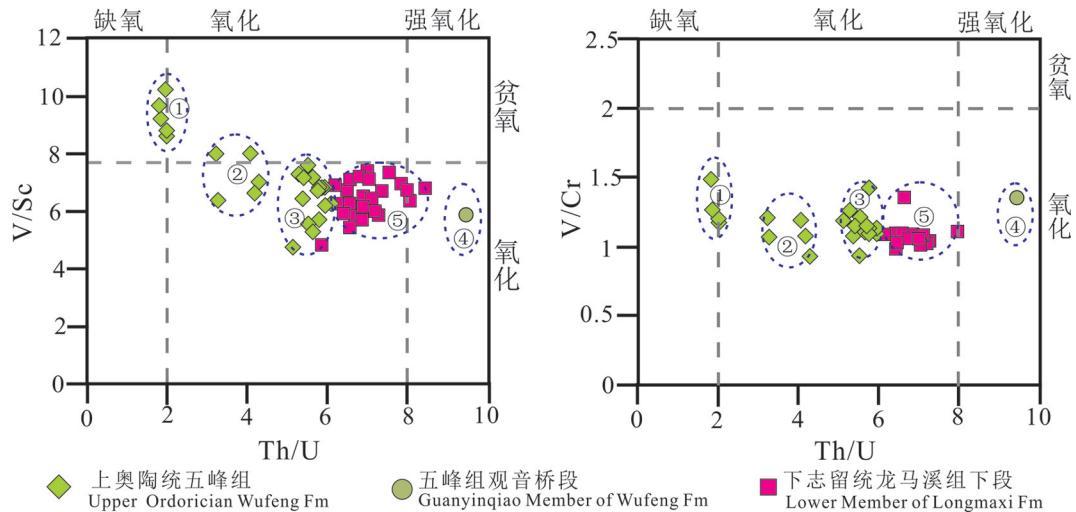 缺氧 氧化 强氧化
12
10
8
6
4
2
0
V/Sc
①
②
③
④
⑤
贫氧
氧化
0 2 4 6 8 10
Th/U
缺氧 氧化 强氧化
2.5
2
1.5
1
0.5
0
V/Cr
①
②
③
④
⑤
贫氧
氧化
0 2 4 6 8 10
Th/U
上奥陶统五峰组
Upper Ordorician Wufeng Fm
五峰组观音桥段
Guanyinqiao Member of Wufeng Fm
下志留统龙马溪组下段
Lower Member of Longmaxi Fm